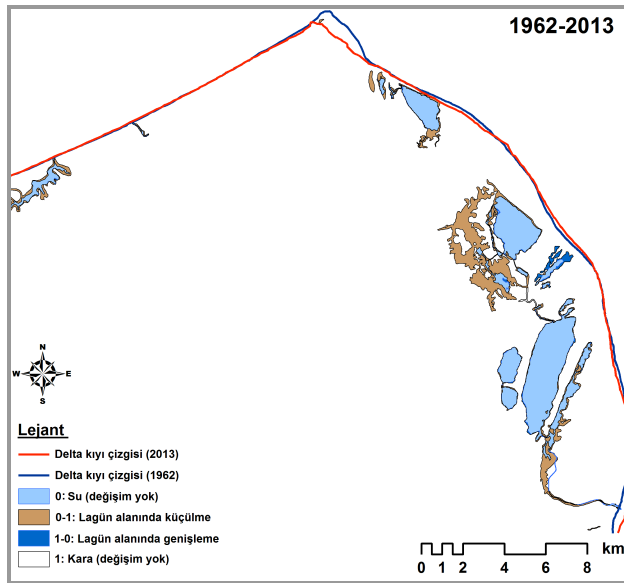 1962-2013
N
W E
S
Lejant
Delta kıyı çizgisi (2013)
Delta kıyı çizgisi (1962)
0: Su (değişim yok)
0-1: Lagün alanında küçülme
1-0: Lagün alanında genişleme
1: Kara (değişim yok)
km
0 1 2 4 6 8